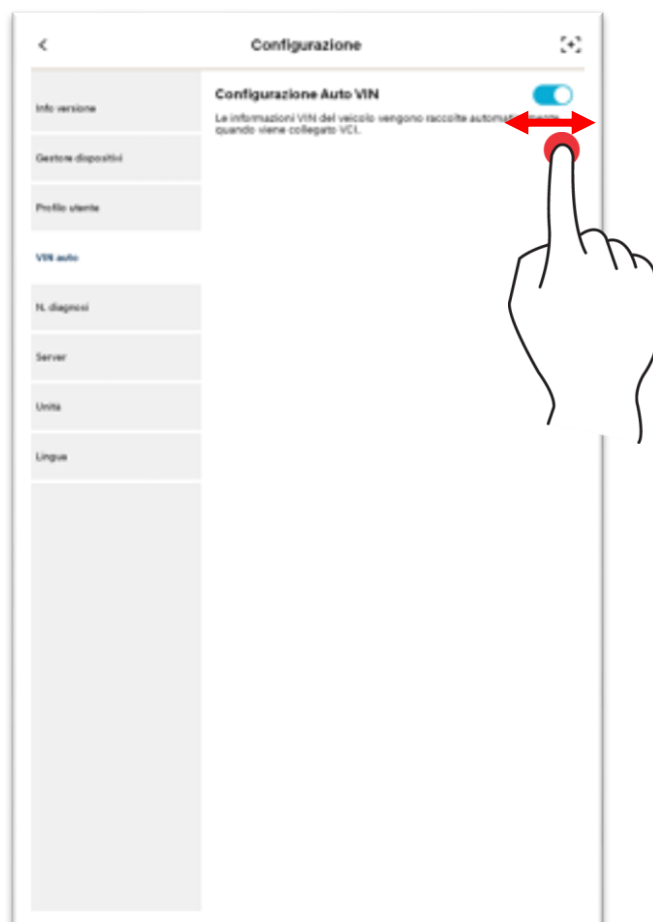 Configurazione
Info versione
Gestore dispositivi
Profilo utente
VIN auto
N. diagnosi
Server
Unità
Lingua
Configurazione Auto VIN
Le informazioni VIN del veicolo vengono raccolte automaticamente
quando viene collegato VCI.